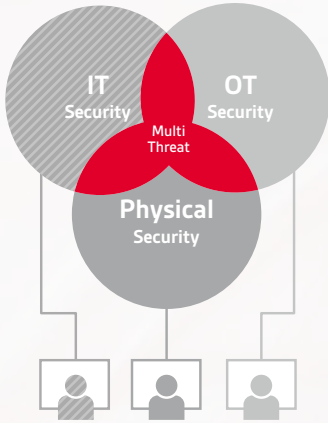 IT
Security
OT
Security
Multi
Threat
Physical
Security